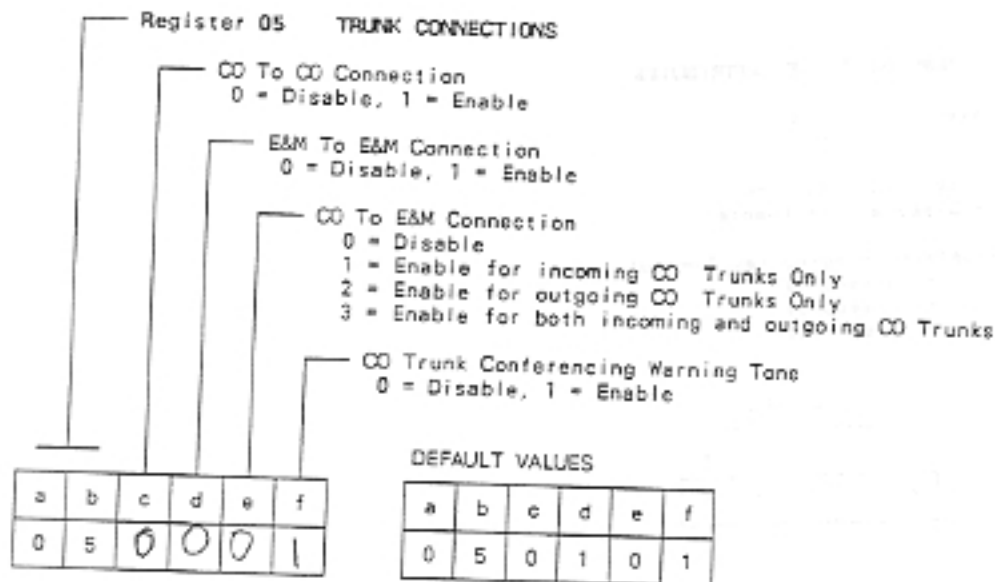 Register 05 TRUNK CONNECTIONS
CO To CO Connection
0 = Disable, 1 = Enable
E&M To E&M Connection
0 = Disable, 1 = Enable
CO To E&M Connection
0 = Disable
1 = Enable for incoming CO Trunks Only
2 = Enable for outgoing CO Trunks Only
3 = Enable for both incoming and outgoing CO Trunks
CO Trunk Conferencing Warning Tone
0 = Disable, 1 = Enable
a b c d e f
0 5 0 0 0 1
DEFAULT VALUES
a b c d e f
0 5 0 1 0 1